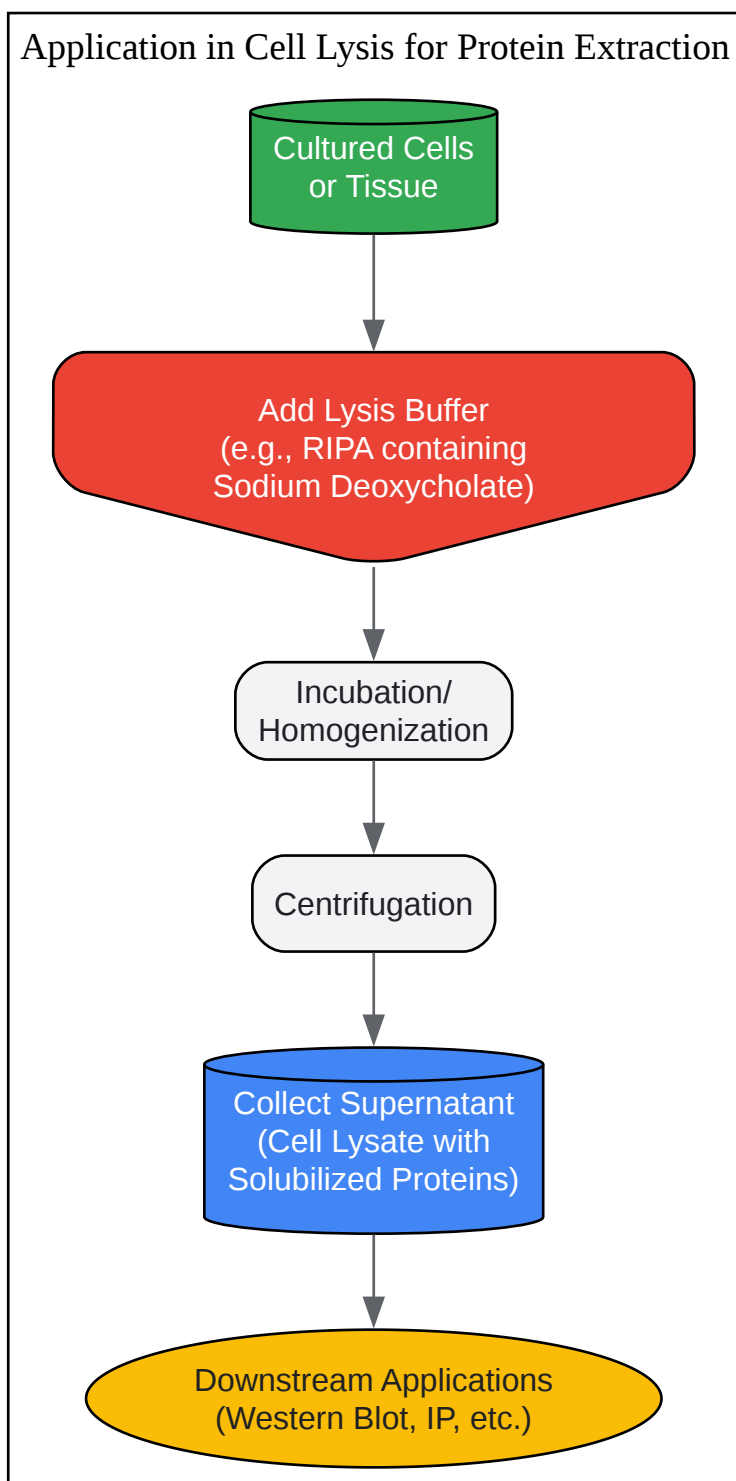 Application in Cell Lysis for Protein Extraction
Cultured Cells
or Tissue
Add Lysis Buffer
(e.g., RIPA containing
Sodium Deoxycholate)
Incubation/
Homogenization
Centrifugation
Collect Supernatant
(Cell Lysate with
Solubilized Proteins)
Downstream Applications
(Western Blot, IP, etc.)